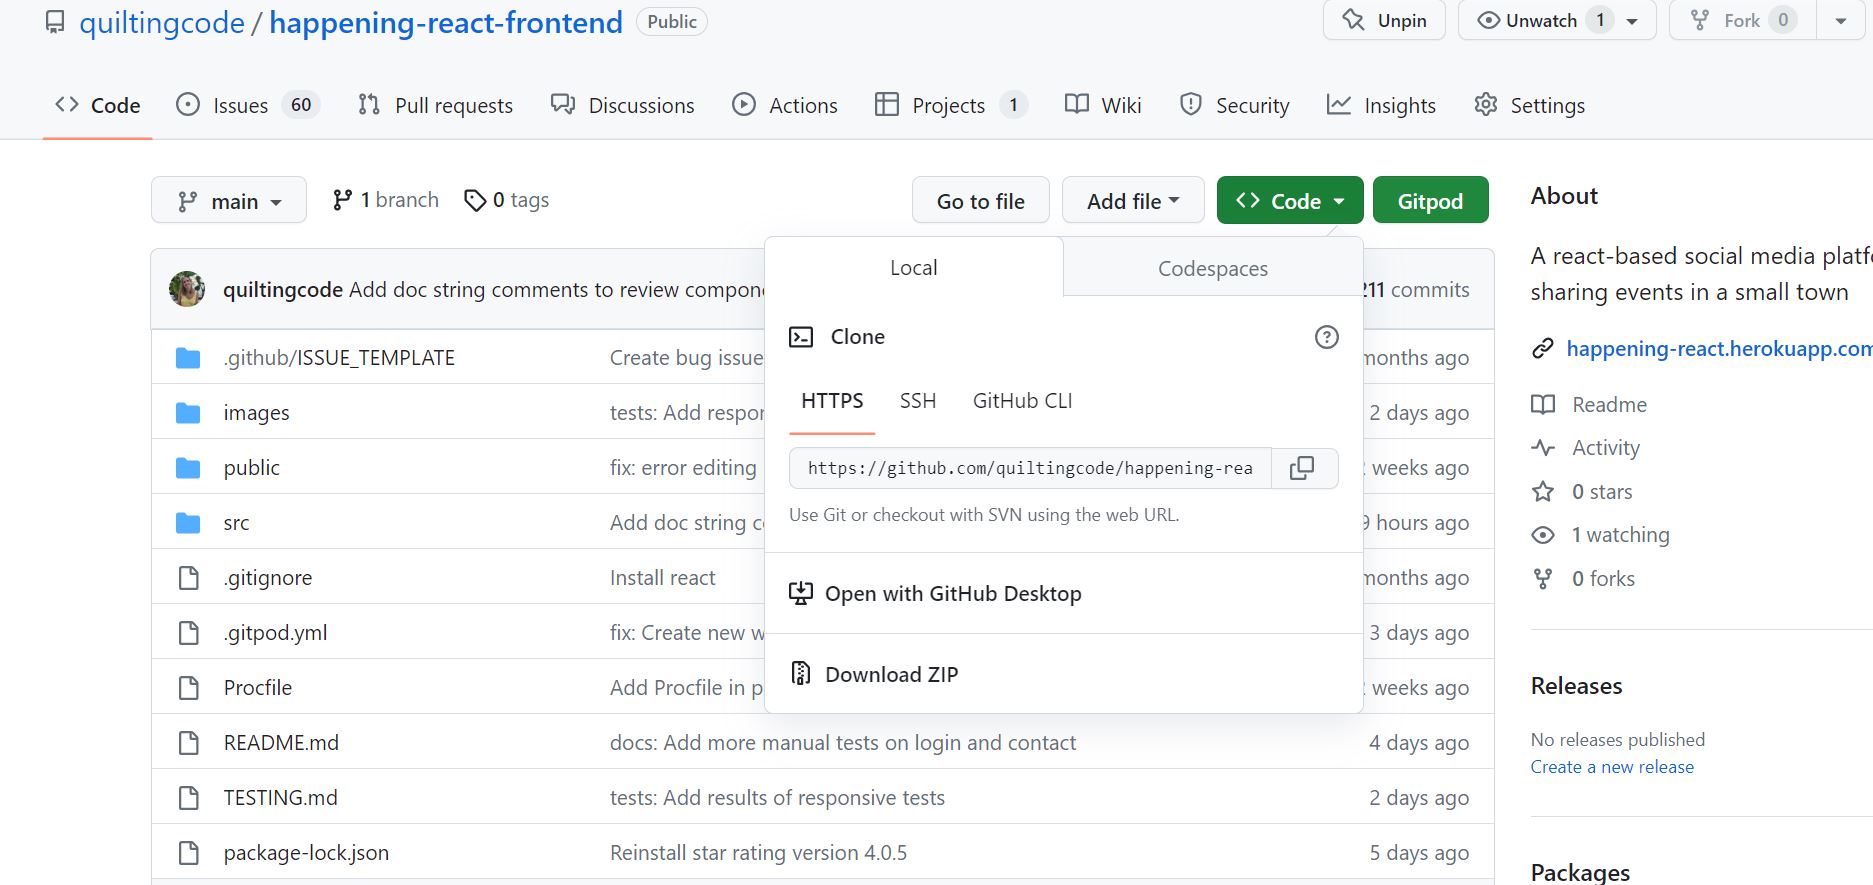 quiltingcode / happening-react-frontend Public Unpin Unwatch 1 Fork 0
Code Issues 60 Pull requests Discussions Actions Projects 1 Wiki Security Insights Settings
main 1 branch 0 tags Go to file Add file Code Gitpod
About
A react-based social media
sharing events in a small town
happening-react.herokuapp.com
Readme
Activity
0 stars
1 watching
0 forks
Releases
No releases published
Create a new release
Packages
quiltingcode Add doc string comments to review 211 commits
.github/ISSUE_TEMPLATE Create bug issue months ago
images tests: Add 2 days ago
public fix: error editing weeks ago
src Add doc string hours ago
.gitignore Install react months ago
.gitpod.yml fix: Create new 3 days ago
Procfile Add Procfile in weeks ago
README.md docs: Add more manual tests on login and contact 4 days ago
TESTING.md tests: Add results of responsive tests 2 days ago
package-lock.json Reinstall star rating version 4.0.5 5 days ago
Local Codespaces
Clone
HTTPS SSH GitHub CLI
https://github.com/quiltingcode/happening-rea
Use Git or checkout with SVN using the web URL.
Open with GitHub Desktop
Download ZIP